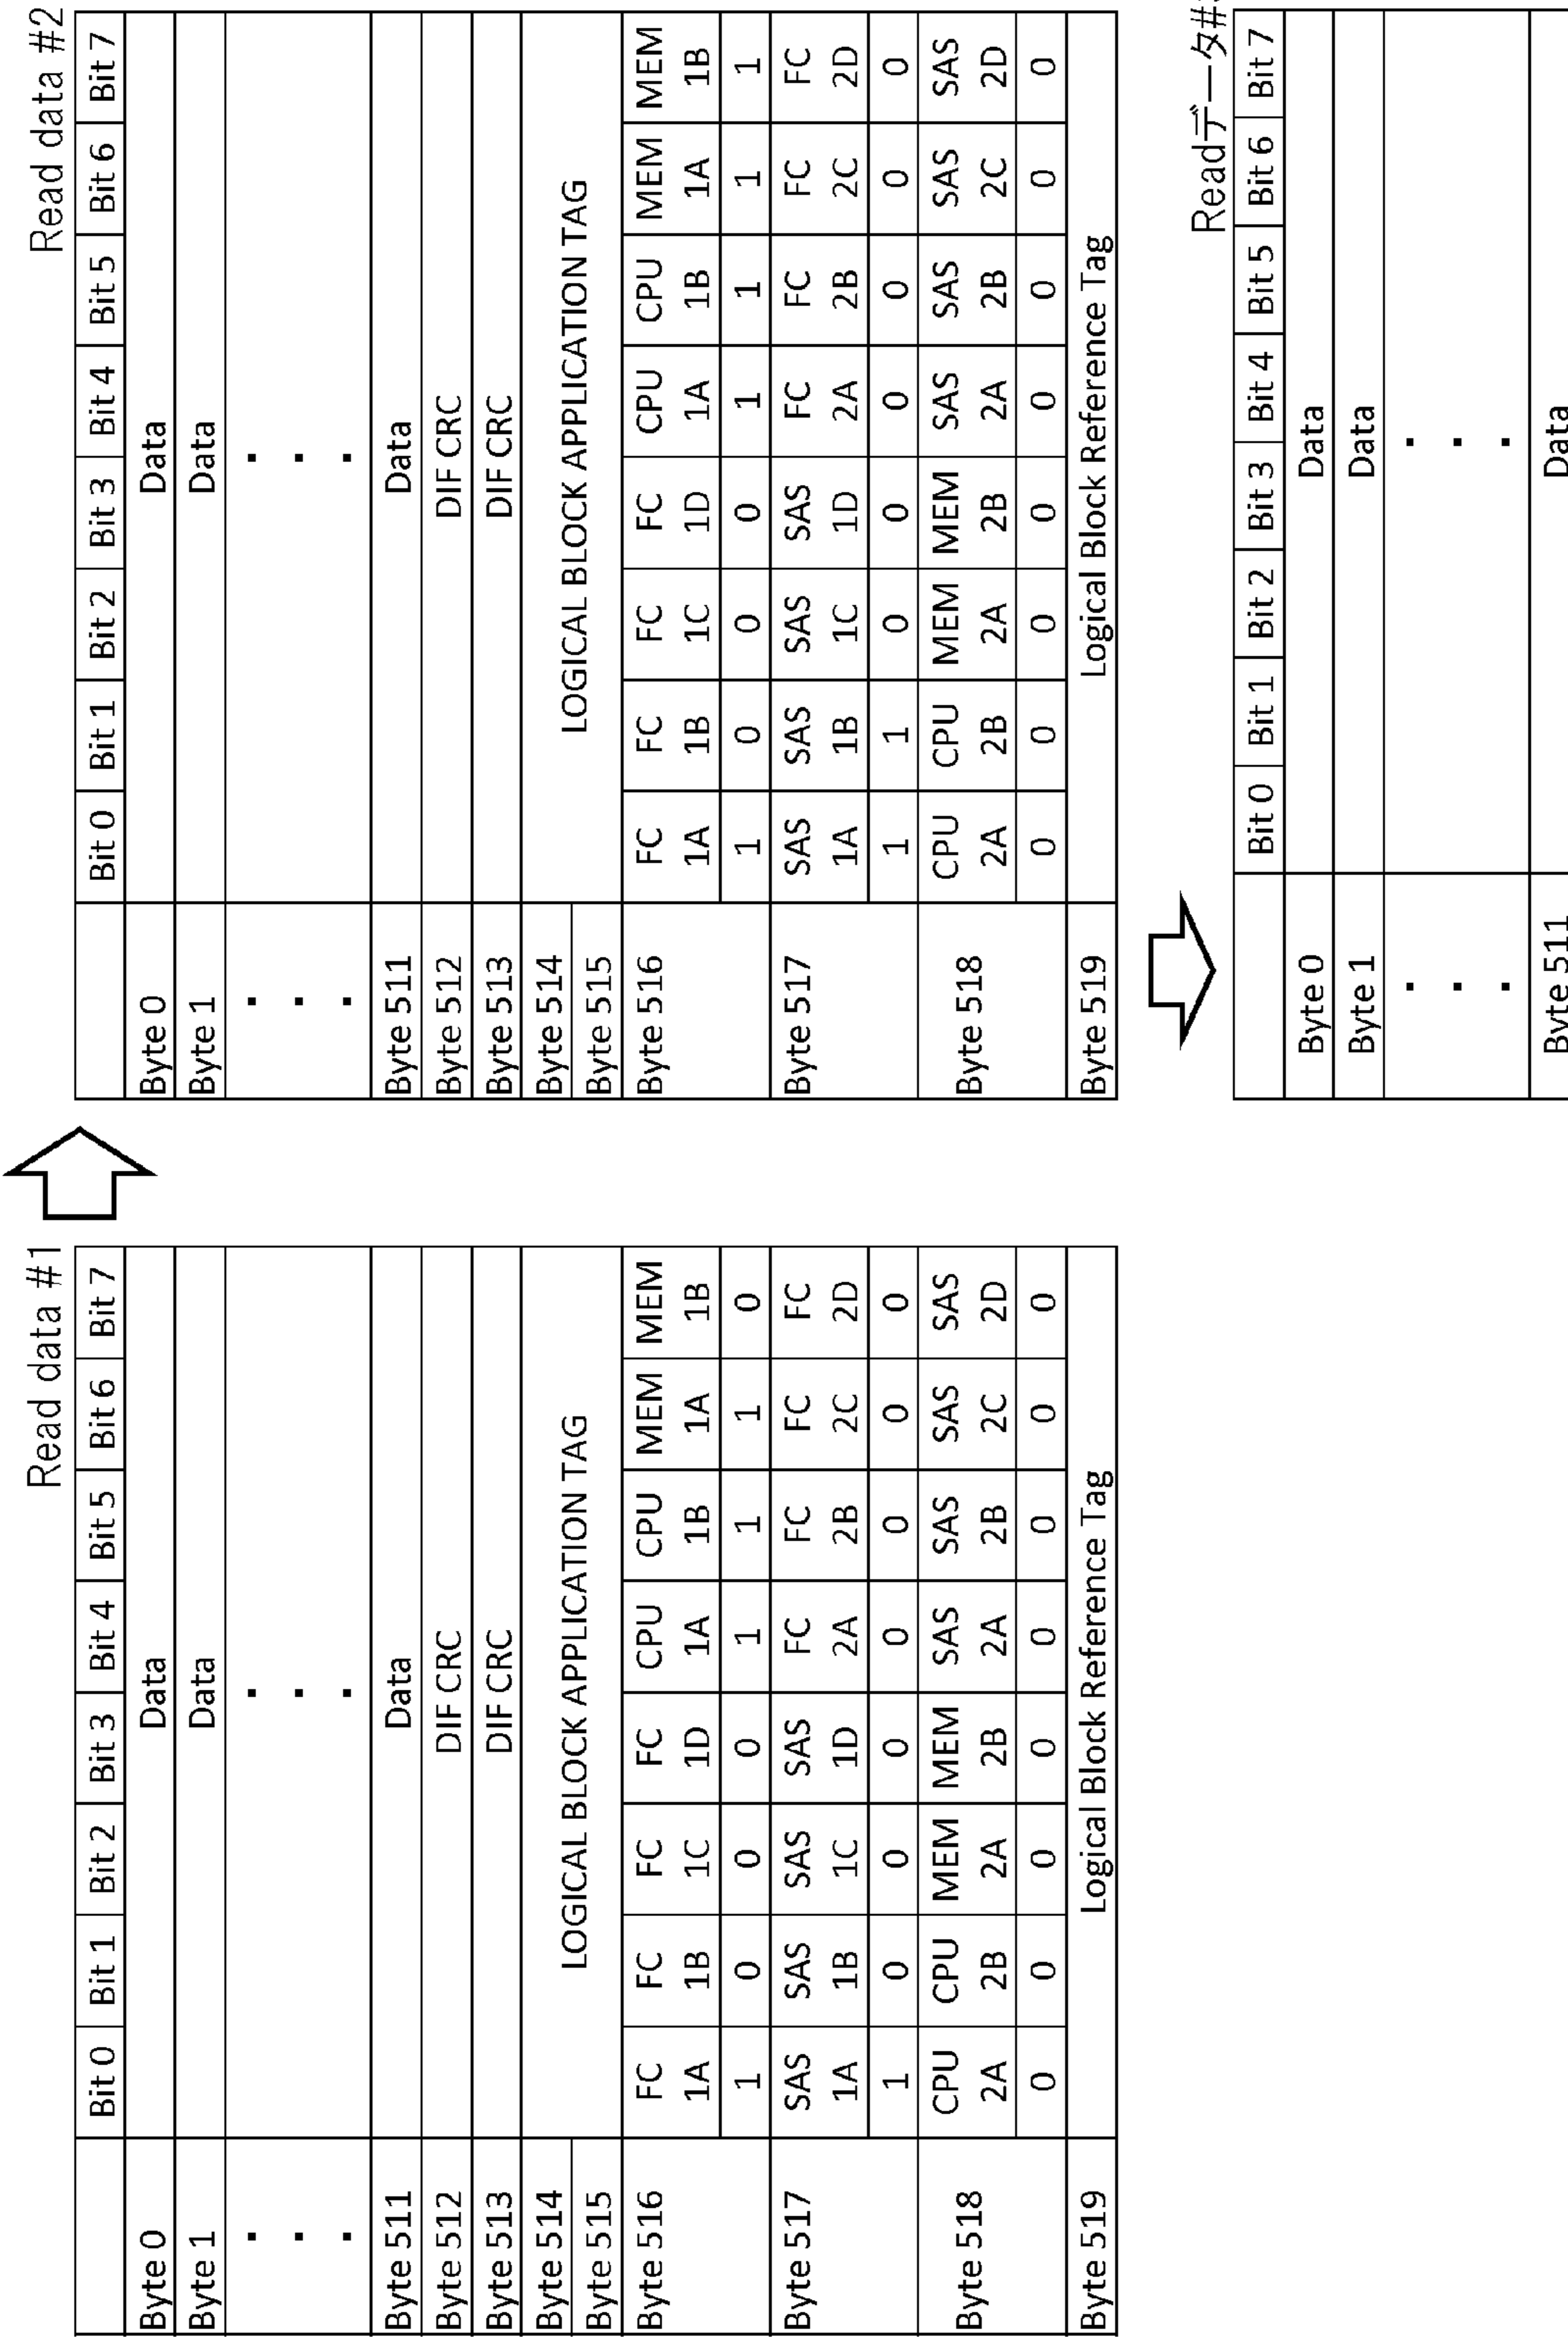 Read data #1
Bit 0 Bit 1 Bit 2 Bit 3 Bit 4 Bit 5 Bit 6 Bit 7
Byte 0 Data
Byte 1 Data
. .
. .
. .
Byte 511 Data
Byte 512 DIF CRC
Byte 513 DIF CRC
Byte 514
LOGICAL BLOCK APPLICATION TAG
Byte 515
Byte 516 FC FC FC FC CPU CPU MEM MEM
1A 1B 1C 1D 1A 1B 1A 1B
1 0 0 0 1 1 1 0
Byte 517 SAS SAS SAS SAS FC FC FC FC
1A 1B 1C 1D 2A 2B 2C 2D
1 0 0 0 0 0 0 0
CPU CPU MEM MEM SAS SAS SAS SAS
Byte 518 2A 2B 2A 2B 2A 2B 2C 2D
0 0 0 0 0 0 0 0
Byte 519 Logical Block Reference Tag
Read data #2
Bit 0 Bit 1 Bit 2 Bit 3 Bit 4 Bit 5 Bit 6 Bit 7
Byte 0 Data
Byte 1 Data
. .
. .
. .
Byte 511 Data
Byte 512 DIF CRC
Byte 513 DIF CRC
Byte 514
LOGICAL BLOCK APPLICATION TAG
Byte 515
Byte 516 FC FC FC FC CPU CPU MEM MEM
1A 1B 1C 1D 1A 1B 1A 1B
1 0 0 0 1 1 1 1
Byte 517 SAS SAS SAS SAS FC FC FC FC
1A 1B 1C 1D 2A 2B 2C 2D
1 1 0 0 0 0 0 0
CPU CPU MEM MEM SAS SAS SAS SAS
Byte 518 2A 2B 2A 2B 2A 2B 2C 2D
0 0 0 0 0 0 0 0
Byte 519 Logical Block Reference Tag
Readデータ#
Bit 0 Bit 1 Bit 2 Bit 3 Bit 4 Bit 5 Bit 6 Bit 7
Byte 0 Data
Byte 1 Data
. .
. .
. .
Byte 511 Data